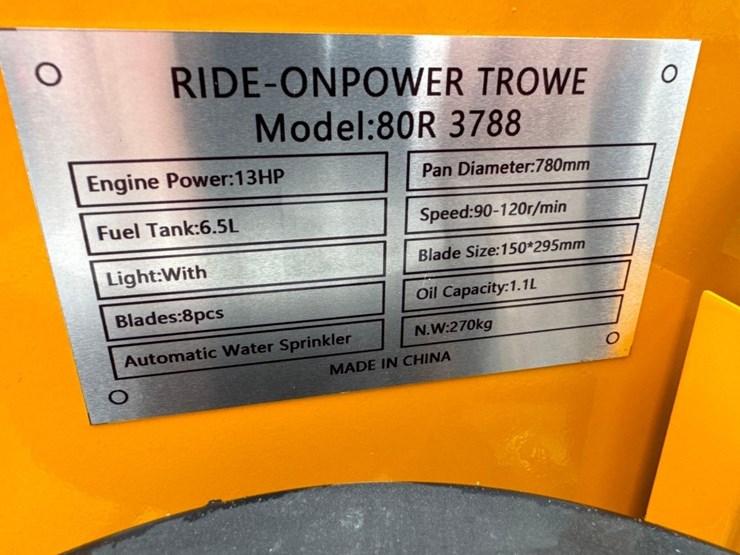 RIDE-ONPOWER TROWE
Model:80R 3788
Engine Power:13HP
Pan Diameter:780mm
Fuel Tank:6.5L
Speed:90-120r/min
Light:With
Blade Size:150*295mm
Blades:8pcs
Oil Capacity:1.1L
Automatic Water Sprinkler
N.W:270kg
MADE IN CHINA